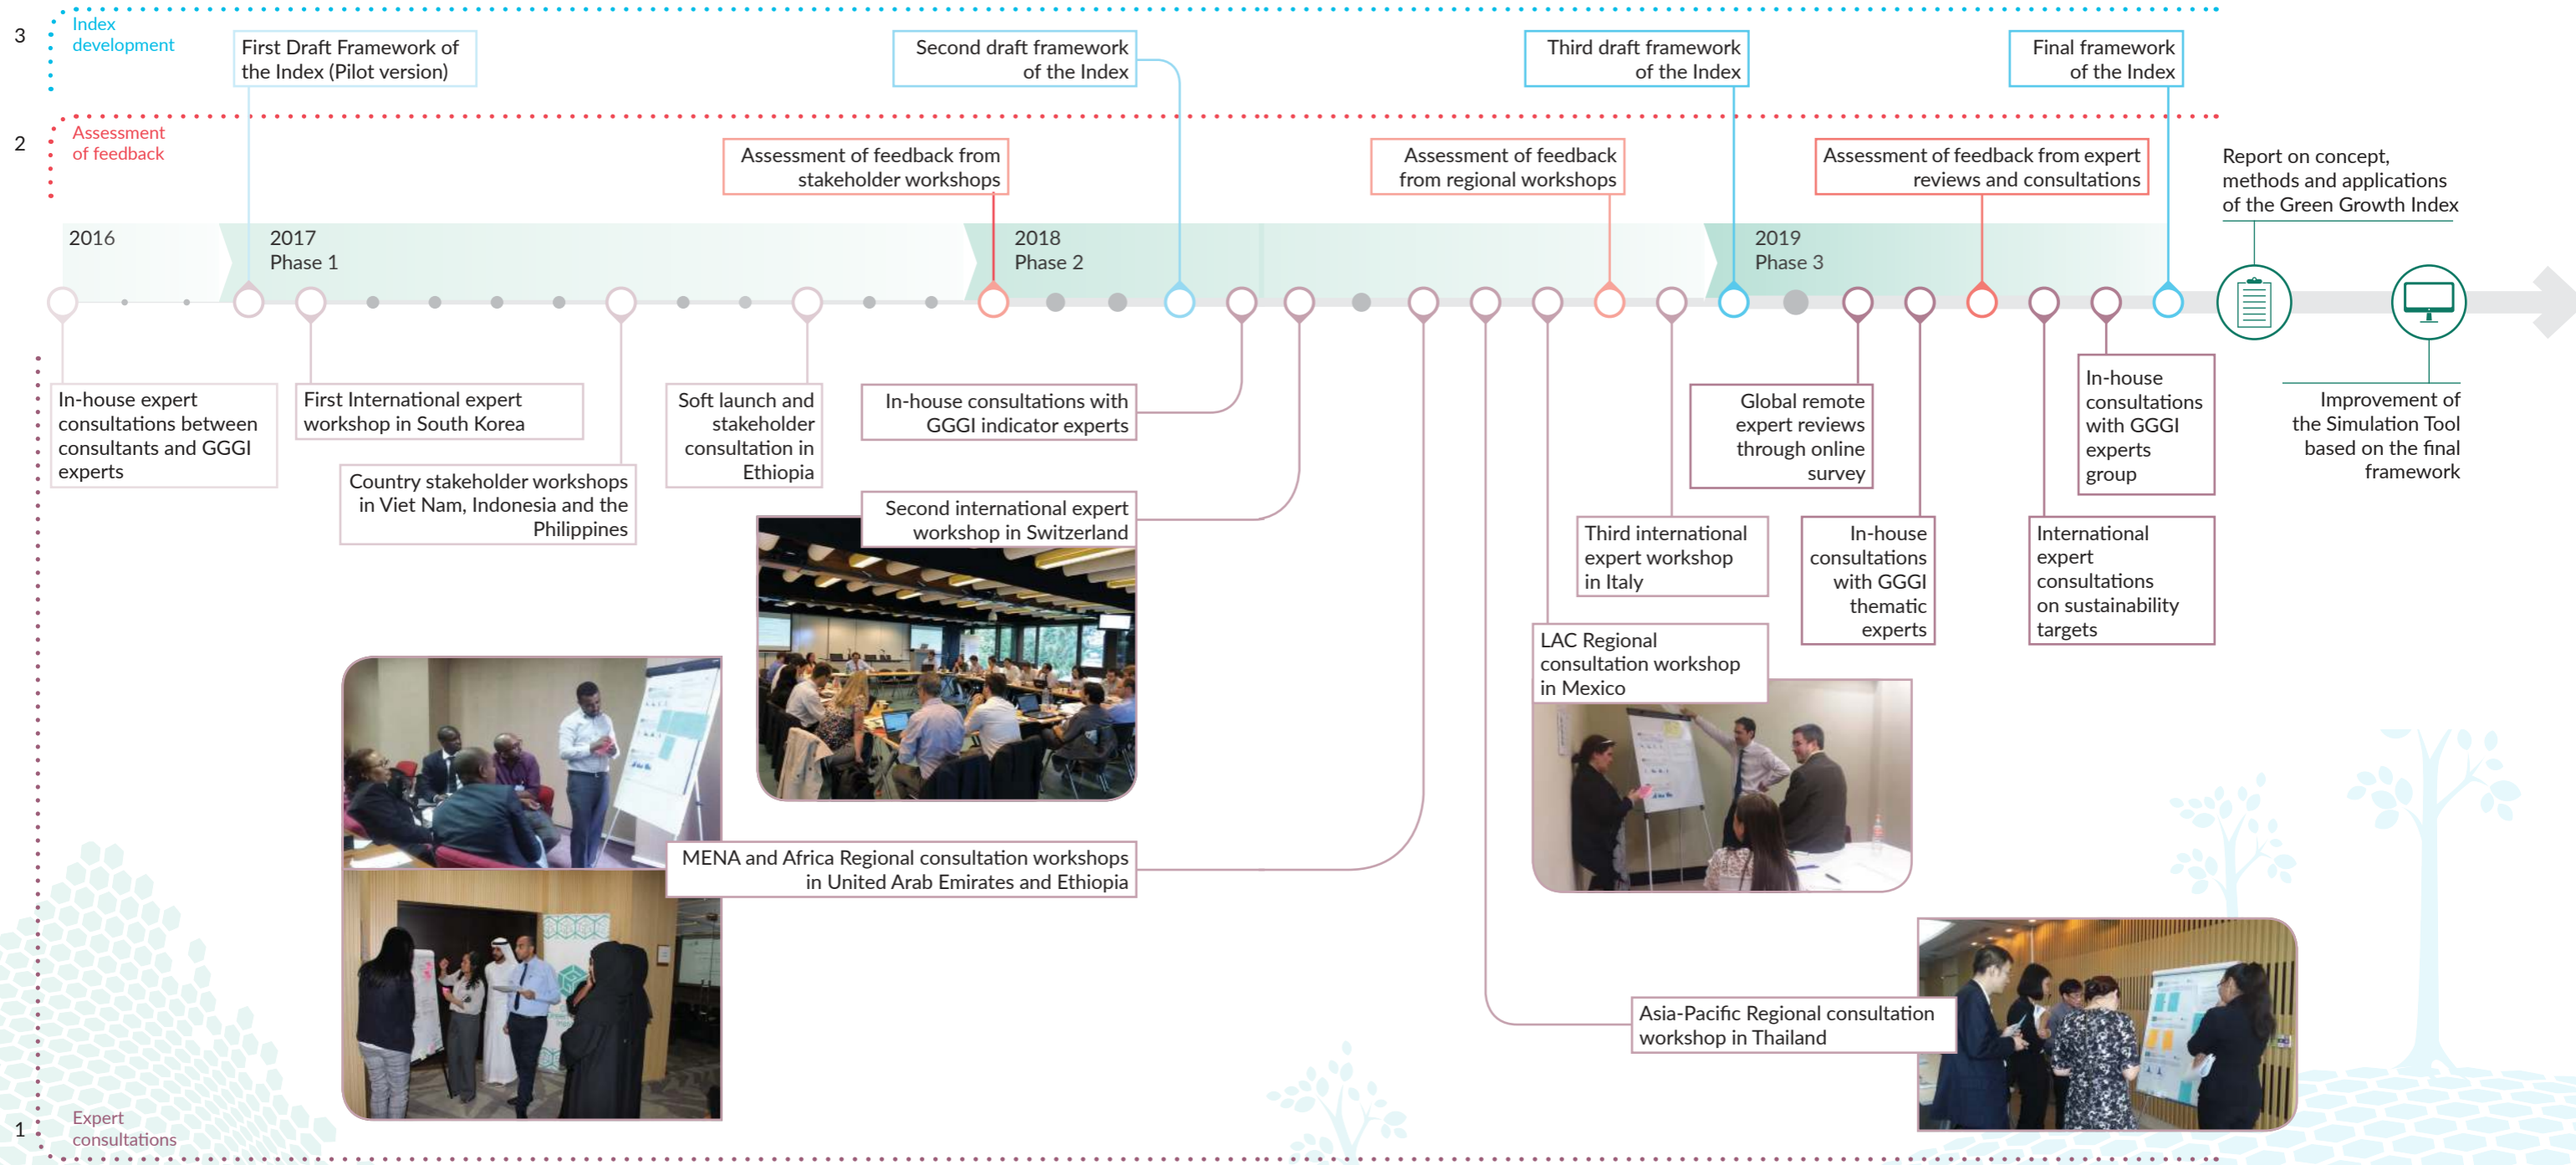 3
Index
development
First Draft Framework of
the Index (Pilot version)
Second draft framework
of the Index
Third draft framework
of the Index
Final framework
of the Index
2
Assessment
of feedback
Assessment of feedback from
stakeholder workshops
Assessment of feedback
from regional workshops
Assessment of feedback from expert
reviews and consultations
Report on concept,
methods and applications
of the Green Growth Index
2016
2017
Phase 1
2018
Phase 2
2019
Phase 3
In-house expert
consultations between
consultants and GGGI
experts
First International expert
workshop in South Korea
Country stakeholder workshops
in Viet Nam, Indonesia and the
Philippines
Soft launch and
stakeholder
consultation in
Ethiopia
In-house consultations with
GGGI indicator experts
Second international expert
workshop in Switzerland
MENA and Africa Regional consultation workshops
in United Arab Emirates and Ethiopia
Asia-Pacific Regional consultation
workshop in Thailand
LAC Regional
consultation workshop
in Mexico
Third international
expert workshop
in Italy
Global remote
expert reviews
through online
survey
In-house
consultations
with GGGI
thematic
experts
International
expert
consultations
on sustainability
targets
In-house
consultations
with GGGI
experts
group
Improvement of
the Simulation Tool
based on the final
framework
1
Expert
consultations